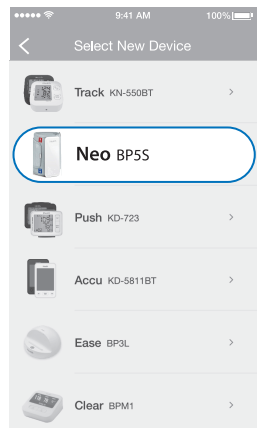 9:41 AM
100%
Select New Device
Track KN-550BT
Neo BP5S
Push KD-723
Accu KD-5811BT
Ease BP3L
Clear BPM1